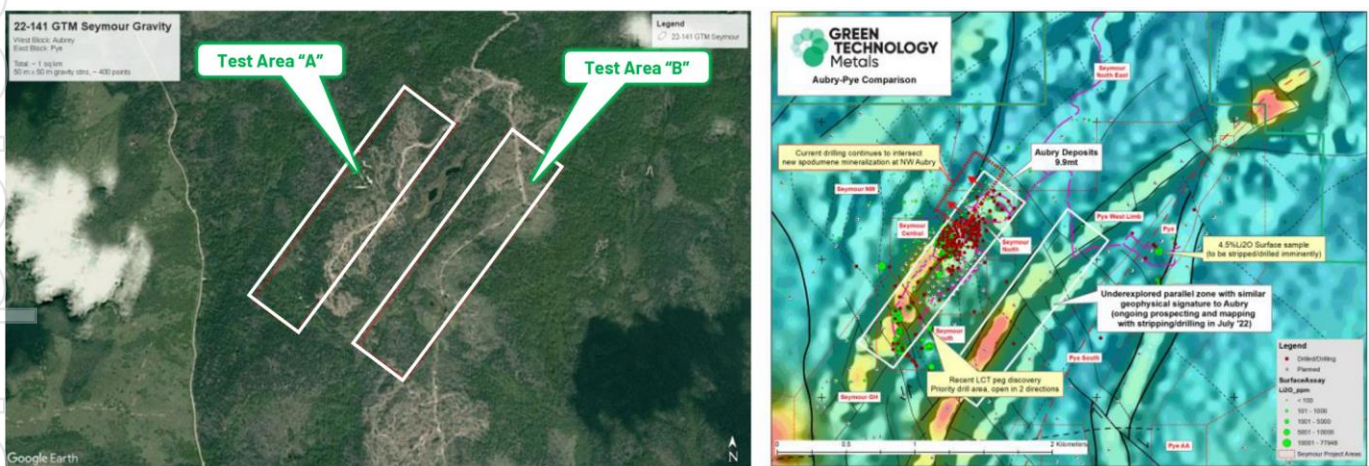 22-141 GTM Seymour Gravity
West Block: Aubrey
East Block: Pye
Total: ~ 1 sq km
50 m x 50 m gravity stns, ~ 400 points
Test Area "A"
Test Area "B"
Legend
22-141 GTM Seymour
N
Google Earth
GREEN
TECHNOLOGY
Metals
Aubry-Pye Comparison
Seymour
North East
Current drilling continues to intersect
new spodumene mineralization at NW Aubry
Aubry Deposits
9.9mt
Seymour NW
Seymour
Central
Seymour
North
Pye West Limb
Pye
4.5%Li2O Surface sample
(to be stripped/drilled imminently)
Underexplored parallel zone with similar
geophysical signature to Aubry
(ongoing prospecting and mapping
with stripping/drilling in July '22)
Pye South
Recent LCT peg discovery
Priority drill area, open in 2 directions
Seymour GH
Pye AA
0.5
1
2 Kilometers
Legend
Drilled/Drilling
Planned
SurfaceAssay
Li2O_ppm
< 100
101 - 1000
1001 - 5000
5001 - 10000
10001 - 77948
Seymour Project Areas
N